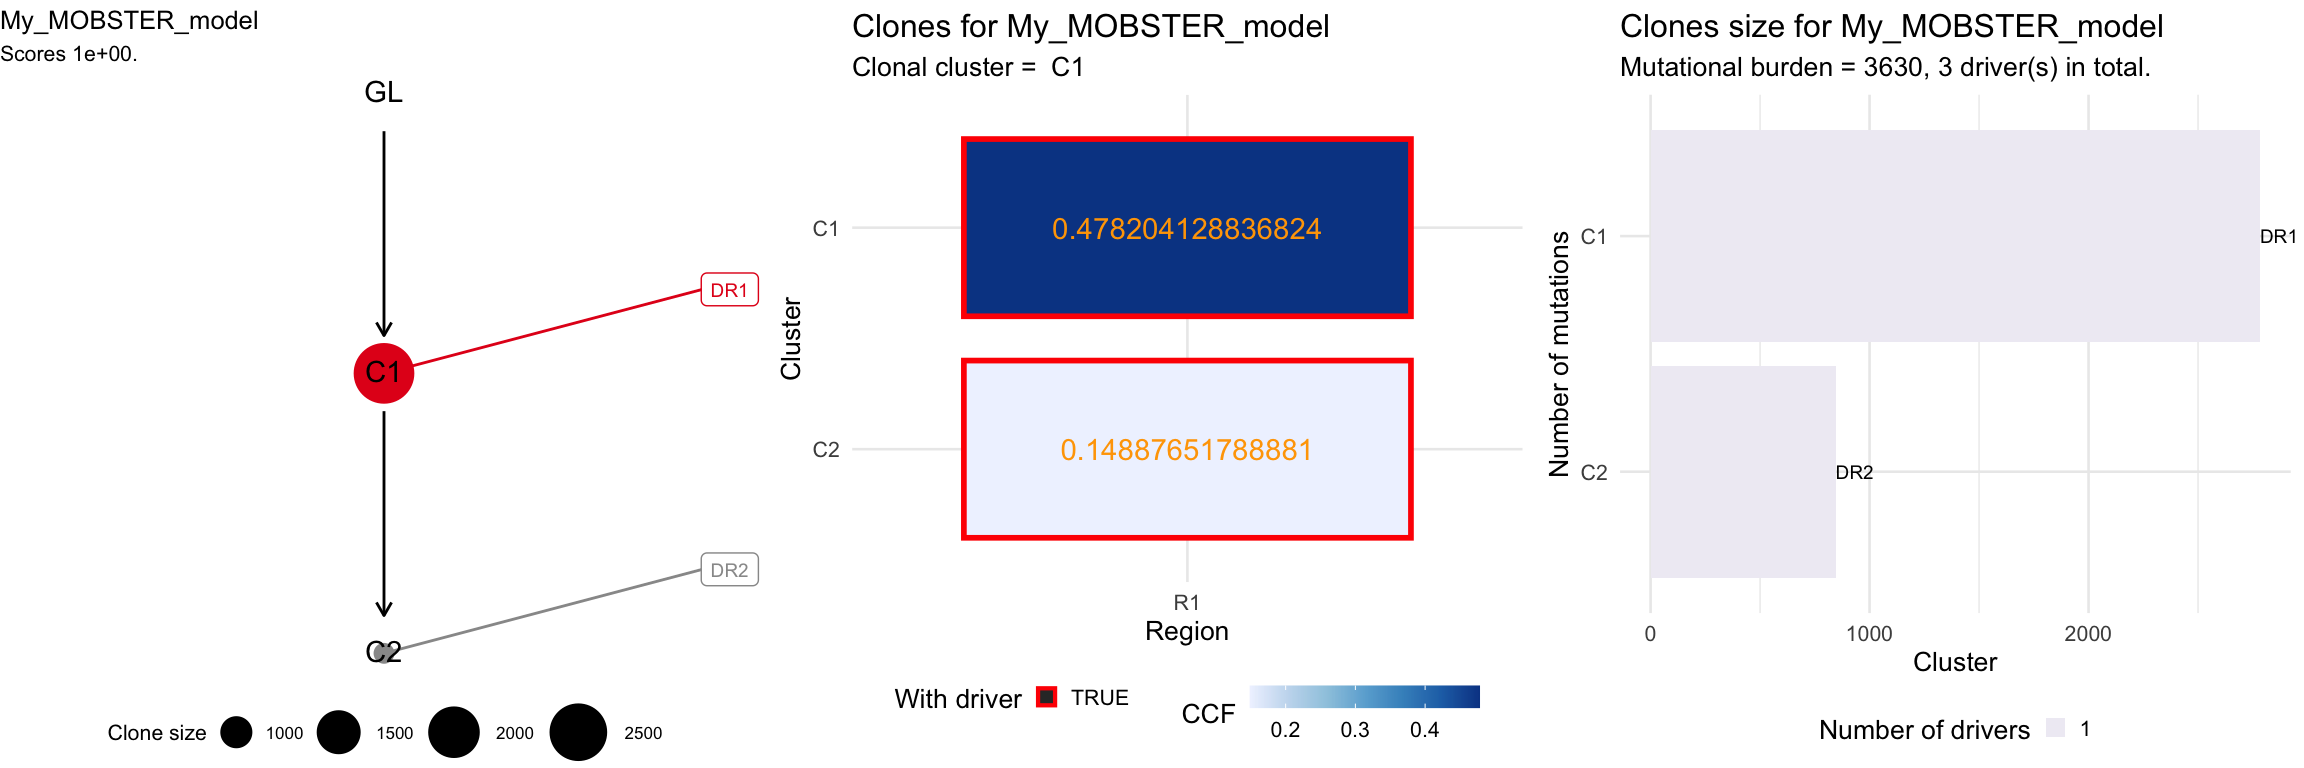 My_MOBSTER_model
Scores 1e+00.
GL
C1
DR1
C2
DR2
Clone size 1000 1500 2000 2500
Clones for My_MOBSTER_model
Clonal cluster =  C1
Cluster
C1
0.478204128836824
C2
0.14887651788881
R1
Region
With driver TRUE
CCF
0.2 0.3 0.4
Clones size for My_MOBSTER_model
Mutational burden = 3630, 3 driver(s) in total.
Number of mutations
C1
DR1
C2
DR2
0 1000 2000
Cluster
Number of drivers 1